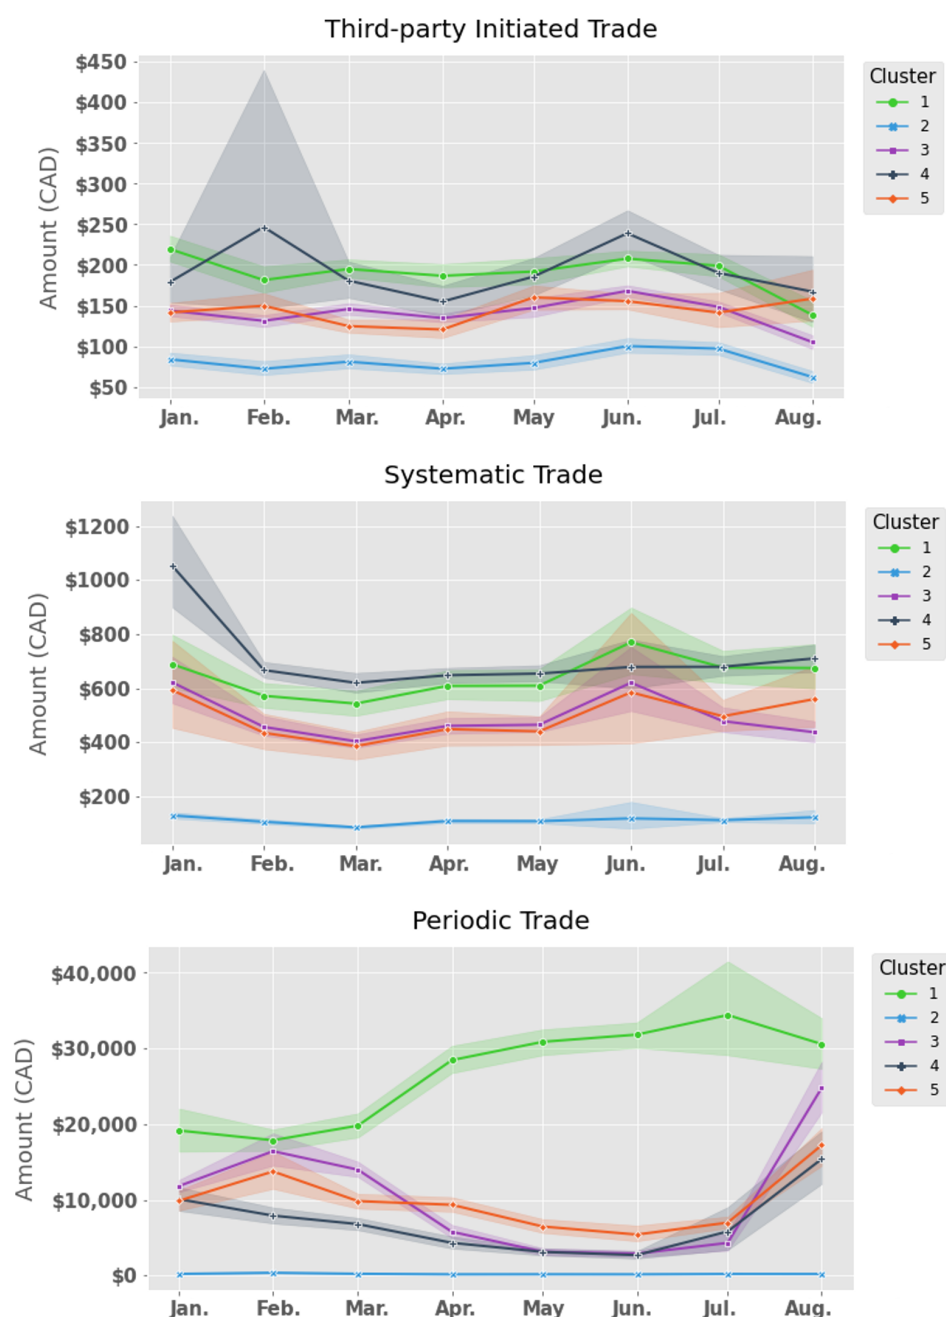 Third-party Initiated Trade
Amount (CAD)
$450
$400
$350
$300
$250
$200
$150
$100
$50
Jan. Feb. Mar. Apr. May Jun. Jul. Aug.
Cluster
1
2
3
4
5
Systematic Trade
Amount (CAD)
$1200
$1000
$800
$600
$400
$200
Jan. Feb. Mar. Apr. May Jun. Jul. Aug.
Cluster
1
2
3
4
5
Periodic Trade
Amount (CAD)
$40,000
$30,000
$20,000
$10,000
$0
Jan. Feb. Mar. Apr. May Jun. Jul. Aug.
Cluster
1
2
3
4
5